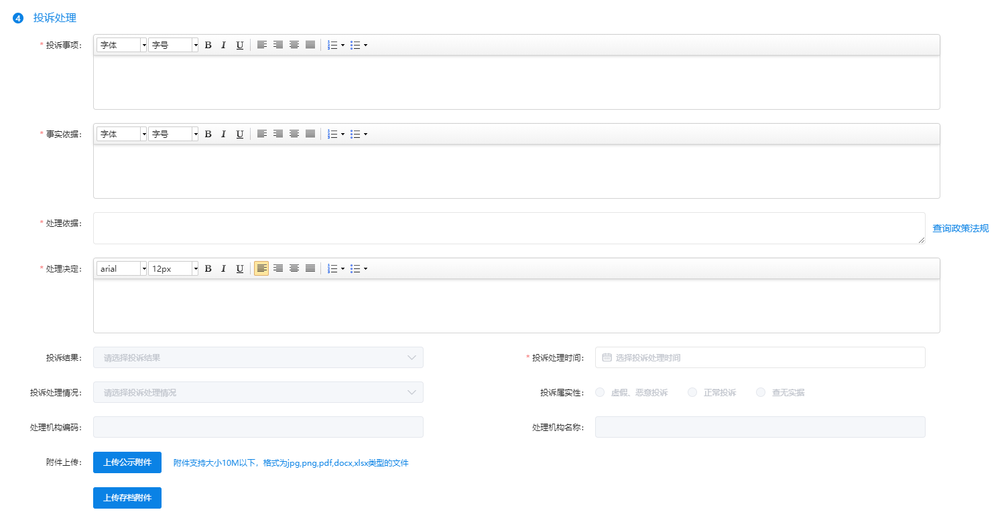 4 投诉处理
* 投诉事项: 字体 字号 B I U
* 事实依据: 字体 字号 B I U
* 处理依据: 查询政策法规
* 处理决定: arial 12px B I U
投诉结果: 请选择投诉结果 * 投诉处理时间: 选择投诉处理时间
投诉处理情况: 请选择投诉处理情况 投诉属实性: 虚假、恶意投诉 正常投诉 查无实据
处理机构编码: 处理机构名称:
附件上传: 上传公示附件 附件支持大小10M以下，格式为jpg,png,pdf,docx,xlsx类型的文件
上传存档附件